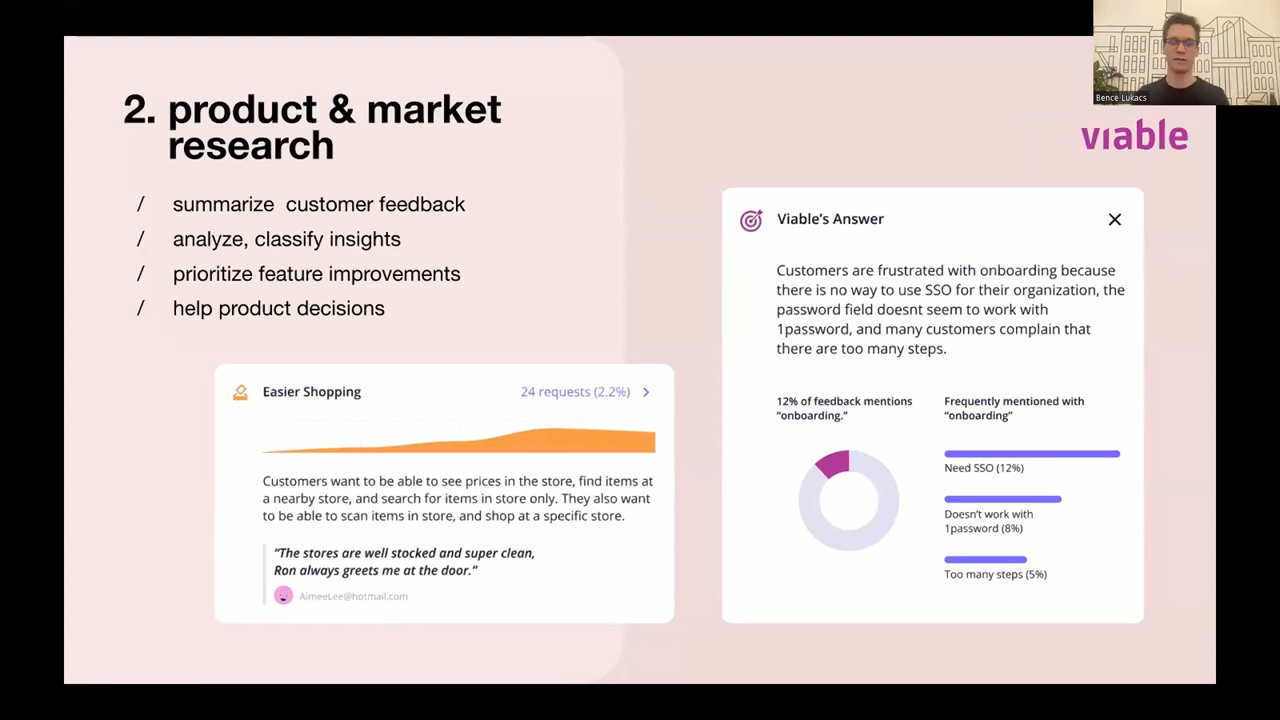 Bence Lukacs
2. product & market
research
viable
/ summarize customer feedback
/ analyze, classify insights
/ prioritize feature improvements
/ help product decisions
Easier Shopping 24 requests (2.2%)
Customers want to be able to see prices in the store, find items at
a nearby store, and search for items in store only. They also want
to be able to scan items in store, and shop at a specific store.
“The stores are well stocked and super clean,
Ron always greets me at the door.”
AimeeLee@hotmail.com
Viable’s Answer
Customers are frustrated with onboarding because
there is no way to use SSO for their organization, the
password field doesnt seem to work with
1password, and many customers complain that
there are too many steps.
12% of feedback mentions
“onboarding.”
Frequently mentioned with
“onboarding”
Need SSO (12%)
Doesn’t work with
1password (8%)
Too many steps (5%)